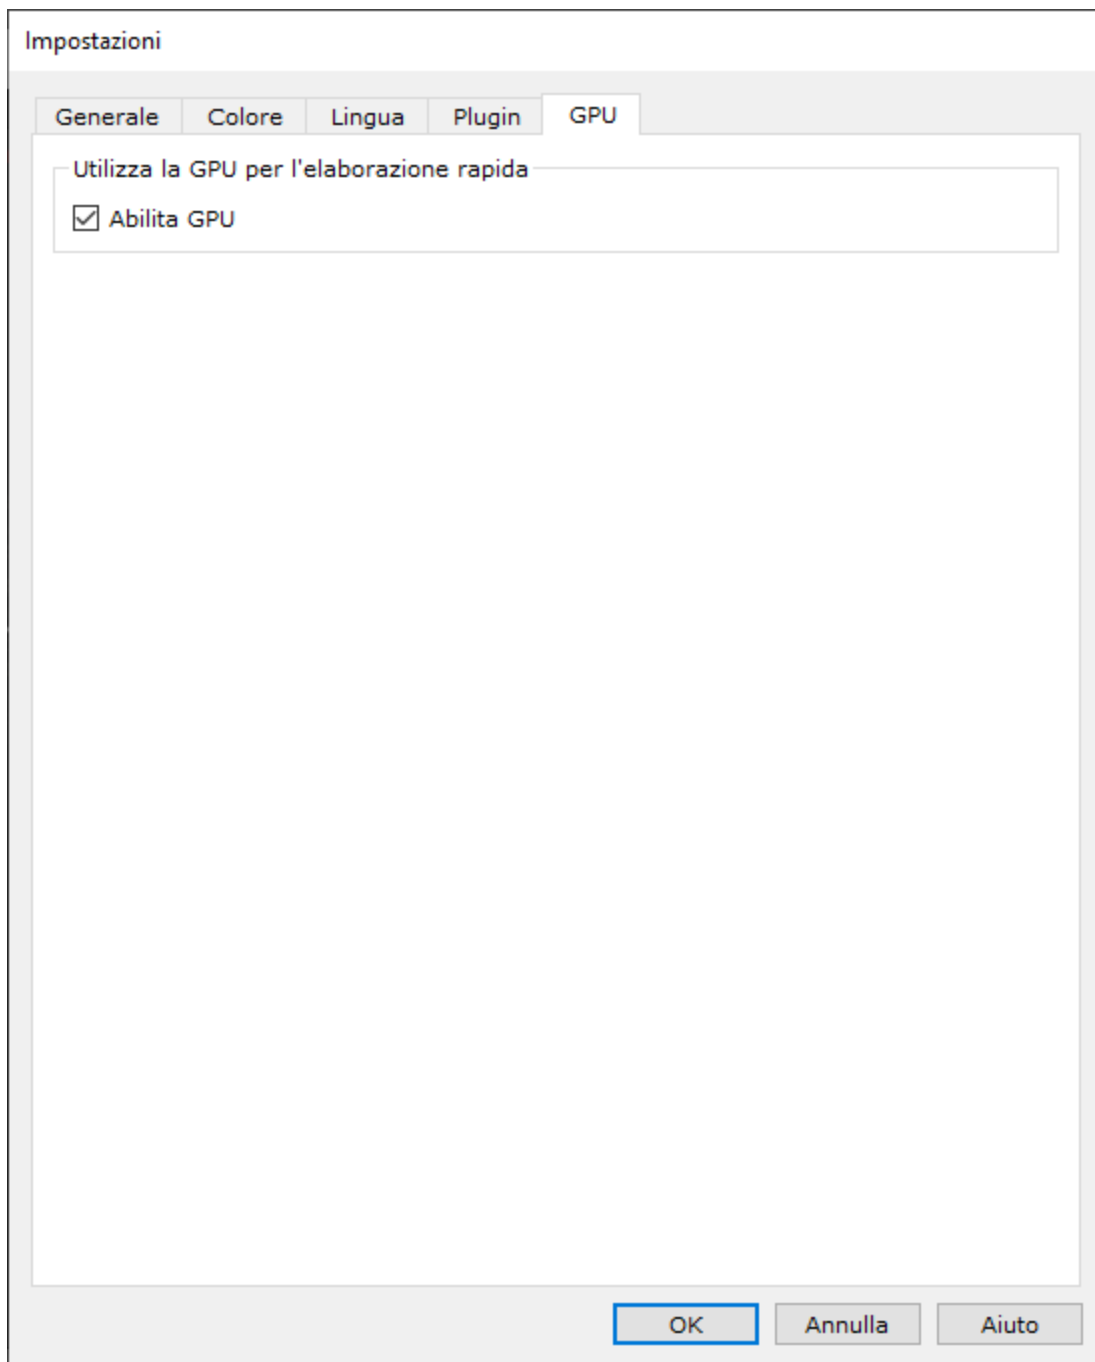 Impostazioni
Generale Colore Lingua Plugin GPU
Utilizza la GPU per l'elaborazione rapida
Abilita GPU
OK Annulla Aiuto